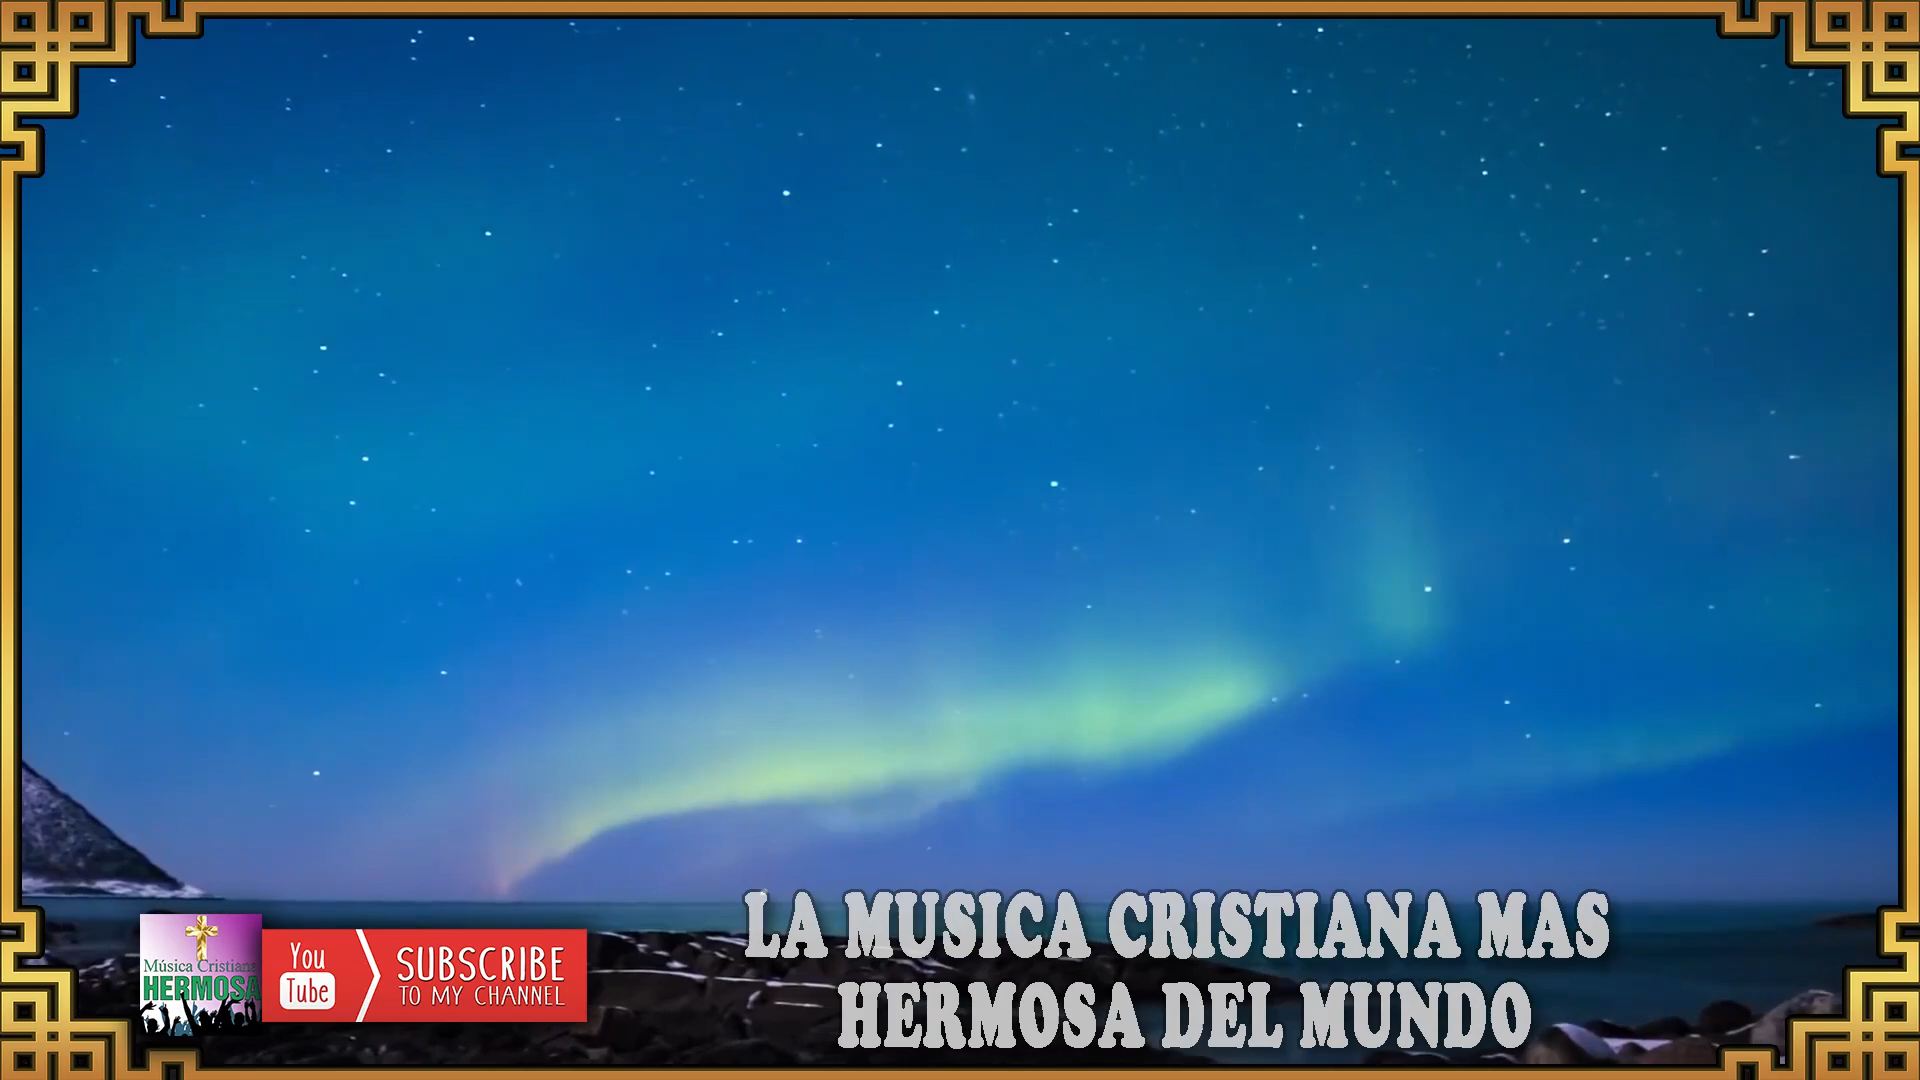 Música Cristiana
HERMOSA
You
Tube
SUBSCRIBE
TO MY CHANNEL
LA MUSICA CRISTIANA MAS
HERMOSA DEL MUNDO